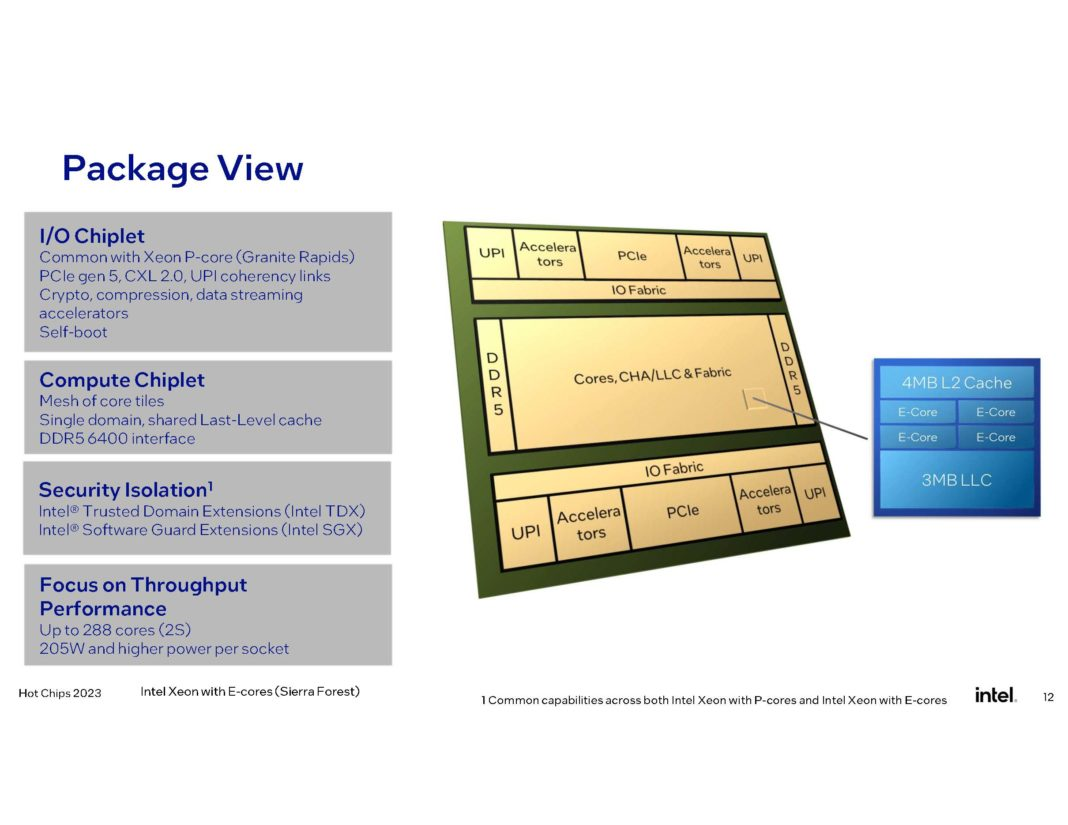 Package View
I/O Chiplet
Common with Xeon P-core (Granite Rapids)
PCIe gen 5, CXL 2.0, UPI coherency links
Crypto, compression, data streaming
accelerators
Self-boot
Compute Chiplet
Mesh of core tiles
Single domain, shared Last-Level cache
DDR5 6400 interface
Security Isolation¹
Intel® Trusted Domain Extensions (Intel TDX)
Intel® Software Guard Extensions (Intel SGX)
Focus on Throughput
Performance
Up to 288 cores (2S)
205W and higher power per socket
UPI
Accelera
tors
PCIe
Accelera
tors
UPI
IO Fabric
D
D
R
5
Cores, CHA/LLC & Fabric
D
D
R
5
IO Fabric
UPI
Accelera
tors
PCIe
Accelera
tors
UPI
4MB L2 Cache
E-Core
E-Core
E-Core
E-Core
3MB LLC
Hot Chips 2023
Intel Xeon with E-cores (Sierra Forest)
1 Common capabilities across both Intel Xeon with P-cores and Intel Xeon with E-cores
intel.
12